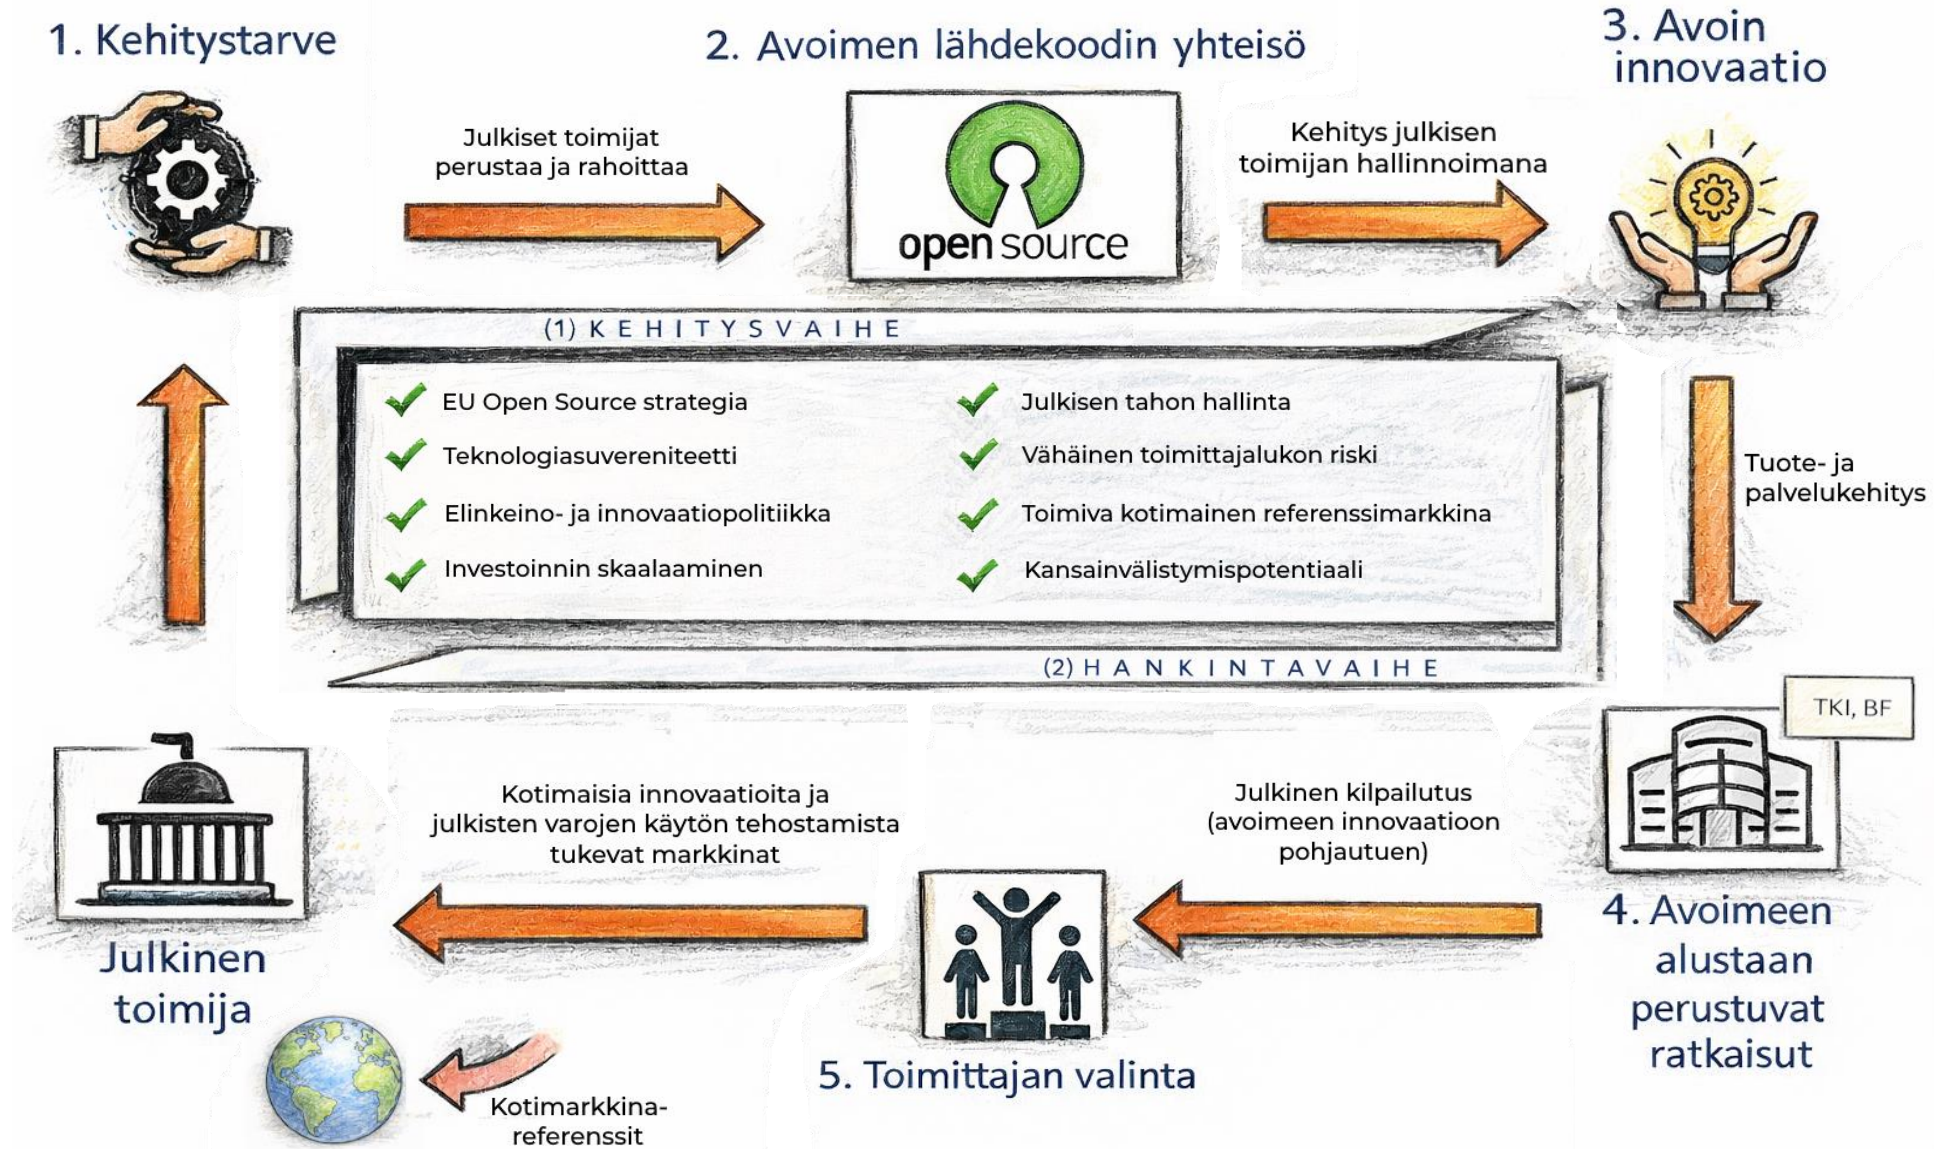 1. Kehitystarve
2. Avoimen lähdekoodin yhteisö
3. Avoin
innovaatio
Julkiset toimijat
perustaa ja rahoittaa
open source
Kehitys julkisen
toimijan hallinnoimana
(1) KEHITYSVAIHE
EU Open Source strategia
Teknologiasuvereniteetti
Elinkeino- ja innovaatiopolitiikka
Investoinnin skaalaaminen
Julkisen tahon hallinta
Vähäinen toimittajalukon riski
Toimiva kotimainen referenssimarkkina
Kansainvälistymispotentiaali
(2) HANKINTAVAIHE
Tuote- ja
palvelukehitys
TKI, BF
4. Avoimeen
alustaan
perustuvat
ratkaisut
Julkinen kilpailutus
(avoimeen innovaatioon
pohjautuen)
5. Toimittajan valinta
Kotimaisia innovaatioita ja
julkisten varojen käytön tehostamista
tukevat markkinat
Julkinen
toimija
Kotimarkkina-
referenssit